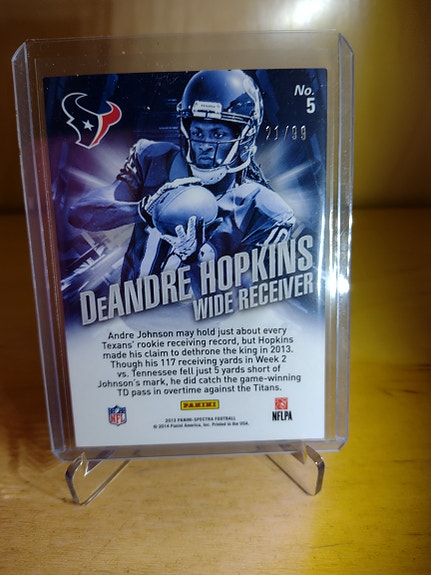 No.
5
21/99
DeANDRE HOPKINS
WIDE RECEIVER
Andre Johnson may hold just about every
Texans' rookie receiving record, but Hopkins
made his claim to dethrone the king in 2013.
Though his 117 receiving yards in Week 2
vs. Tennessee fell just 5 yards short of
Johnson's mark, he did catch the game-winning
TD pass in overtime against the Titans.
NFL
PANINI
NFLPA
2013 PANINI-SPECTRA FOOTBALL
© 2014 Panini America, Inc. Printed in the USA.